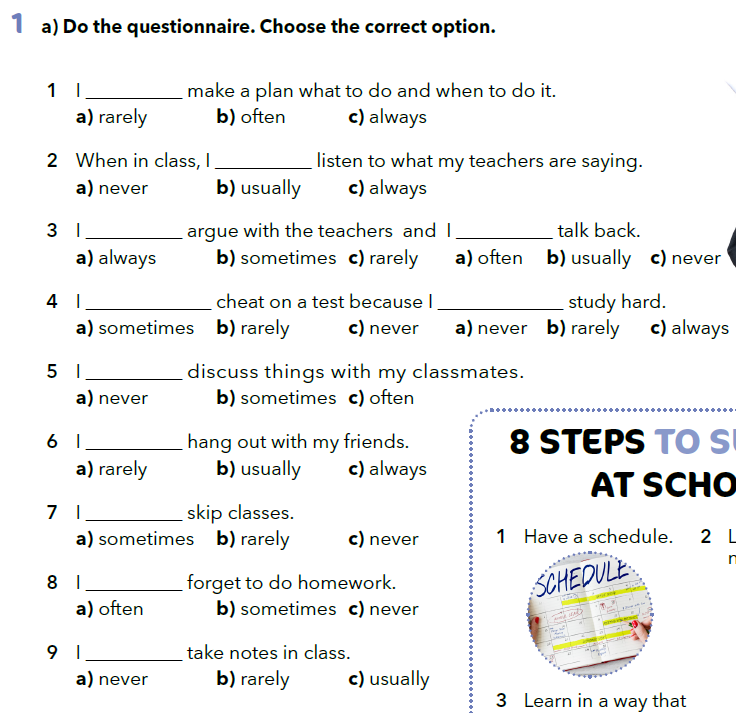 1 a) Do the questionnaire. Choose the correct option.
1 I __________ make a plan what to do and when to do it.
a) rarely b) often c) always
2 When in class, I __________ listen to what my teachers are saying.
a) never b) usually c) always
3 I __________ argue with the teachers and I __________ talk back.
a) always b) sometimes c) rarely a) often b) usually c) never
4 I _____________ cheat on a test because I _____________ study hard.
a) sometimes b) rarely c) never a) never b) rarely c) always
5 I __________ discuss things with my classmates.
a) never b) sometimes c) often
6 I __________ hang out with my friends.
a) rarely b) usually c) always
7 I __________ skip classes.
a) sometimes b) rarely c) never
8 I __________ forget to do homework.
a) often b) sometimes c) never
9 I __________ take notes in class.
a) never b) rarely c) usually
8 STEPS TO
AT SCHO
1 Have a schedule. 2 L
SCHEDULE
3 Learn in a way that